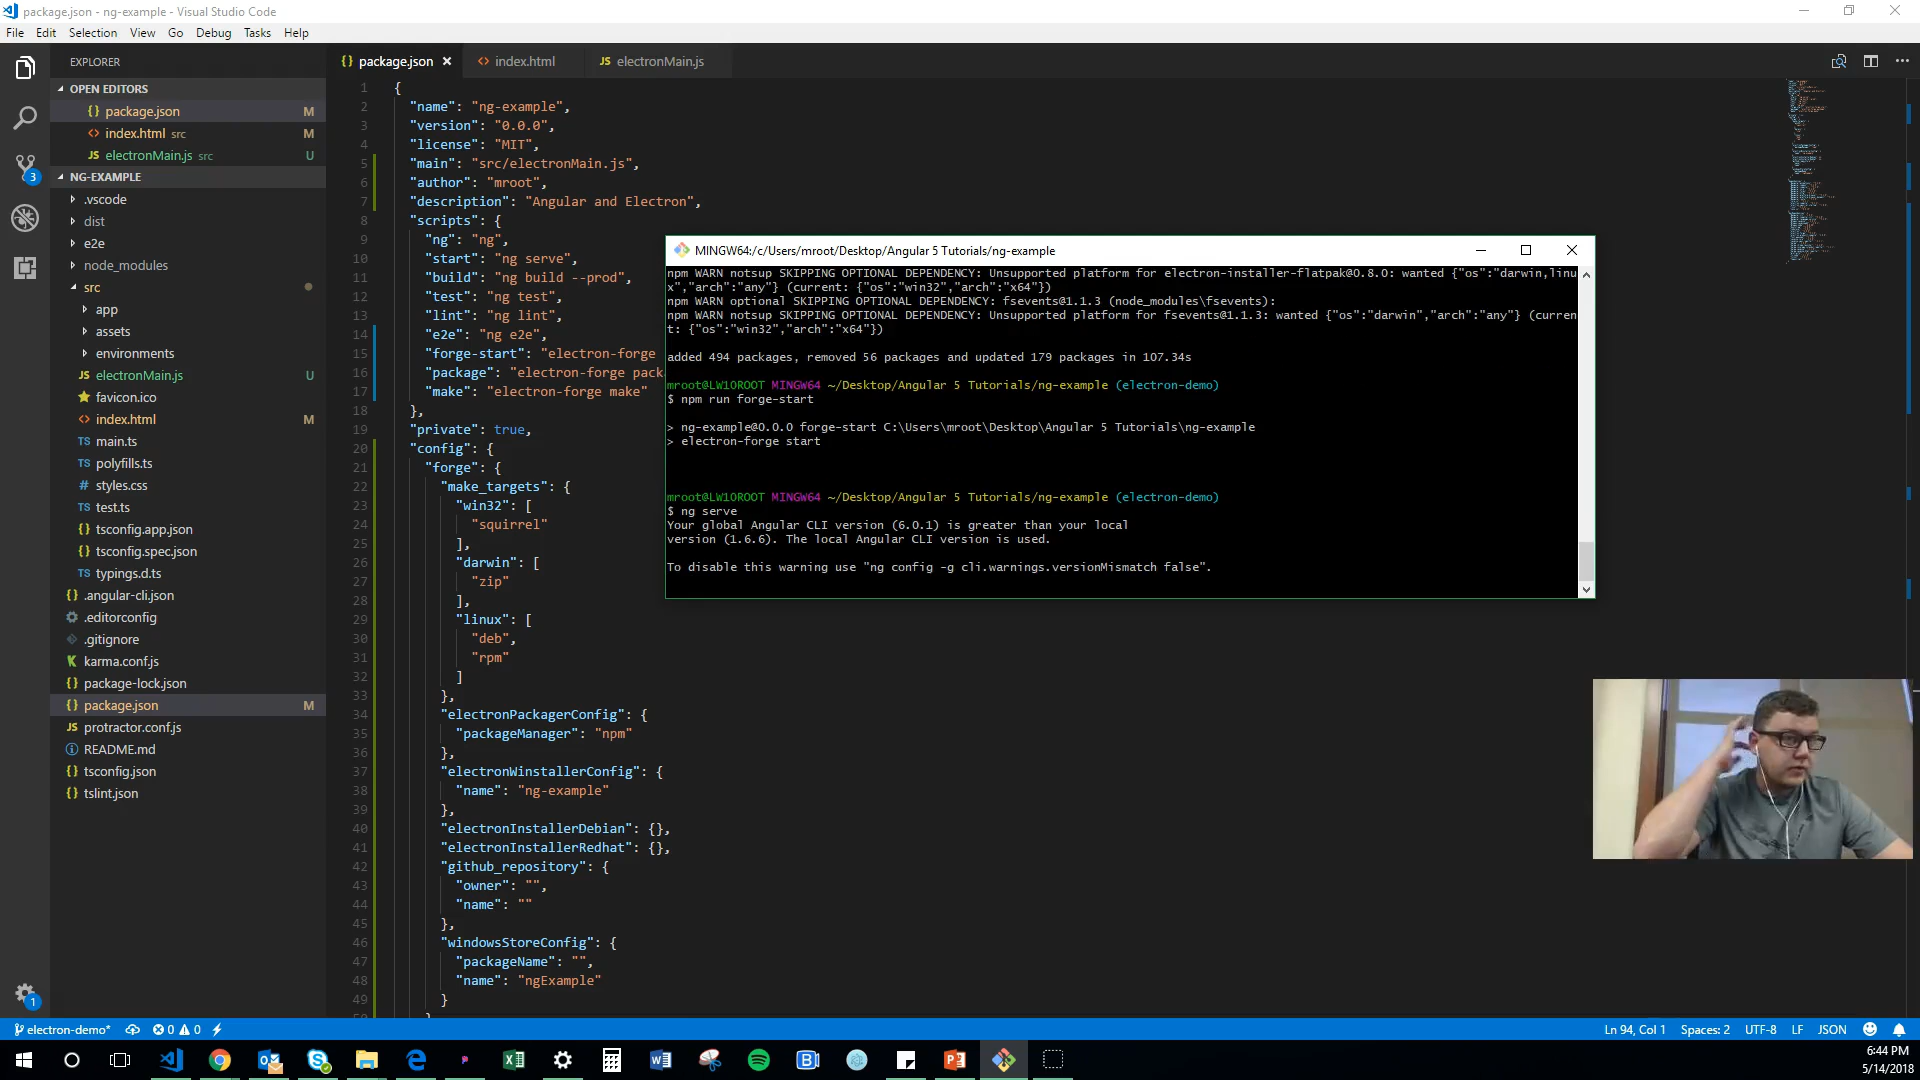 package.json - ng-example - Visual Studio Code
File Edit Selection View Go Debug Tasks Help
EXPLORER
OPEN EDITORS
package.json M
index.html src M
electronMain.js src U
NG-EXAMPLE
.vscode
dist
e2e
node_modules
src
app
assets
environments
electronMain.js U
favicon.ico
index.html M
main.ts
polyfills.ts
styles.css
test.ts
tsconfig.app.json
tsconfig.spec.json
typings.d.ts
.angular-cli.json
.editorconfig
.gitignore
karma.conf.js
package-lock.json
package.json M
protractor.conf.js
README.md
tsconfig.json
tslint.json
3
1
package.json index.html electronMain.js
1 {
2 "name": "ng-example",
3 "version": "0.0.0",
4 "license": "MIT",
5 "main": "src/electronMain.js",
6 "author": "mroot",
7 "description": "Angular and Electron",
8 "scripts": {
9 "ng": "ng",
10 "start": "ng serve",
11 "build": "ng build --prod",
12 "test": "ng test",
13 "lint": "ng lint",
14 "e2e": "ng e2e",
15 "forge-start": "electron-forge
16 "package": "electron-forge pack
17 "make": "electron-forge make"
18 },
19 "private": true,
20 "config": {
21 "forge": {
22 "make_targets": {
23 "win32": [
24 "squirrel"
25 ],
26 "darwin": [
27 "zip"
28 ],
29 "linux": [
30 "deb",
31 "rpm"
32 ]
33 },
34 "electronPackagerConfig": {
35 "packageManager": "npm"
36 },
37 "electronWinstallerConfig": {
38 "name": "ng-example"
39 },
40 "electronInstallerDebian": {},
41 "electronInstallerRedhat": {},
42 "github_repository": {
43 "owner": "",
44 "name": ""
45 },
46 "windowsStoreConfig": {
47 "packageName": "",
48 "name": "ngExample"
49 }
MINGW64:/c/Users/mroot/Desktop/Angular 5 Tutorials/ng-example
npm WARN notsup SKIPPING OPTIONAL DEPENDENCY: Unsupported platform for electron-installer-flatpak@0.8.0: wanted {"os":"darwin,linu
x","arch":"any"} (current: {"os":"win32","arch":"x64"})
npm WARN optional SKIPPING OPTIONAL DEPENDENCY: fsevents@1.1.3 (node_modules\fsevents):
npm WARN notsup SKIPPING OPTIONAL DEPENDENCY: Unsupported platform for fsevents@1.1.3: wanted {"os":"darwin","arch":"any"} (curren
t: {"os":"win32","arch":"x64"})
added 494 packages, removed 56 packages and updated 179 packages in 107.34s
mroot@LW10ROOT MINGW64 ~/Desktop/Angular 5 Tutorials/ng-example (electron-demo)
$ npm run forge-start
> ng-example@0.0.0 forge-start C:\Users\mroot\Desktop\Angular 5 Tutorials\ng-example
> electron-forge start
mroot@LW10ROOT MINGW64 ~/Desktop/Angular 5 Tutorials/ng-example (electron-demo)
$ ng serve
Your global Angular CLI version (6.0.1) is greater than your local
version (1.6.6). The local Angular CLI version is used.
To disable this warning use "ng config -g cli.warnings.versionMismatch false".
electron-demo* 0 0 Ln 94, Col 1 Spaces: 2 UTF-8 LF JSON
6:44 PM
5/14/2018